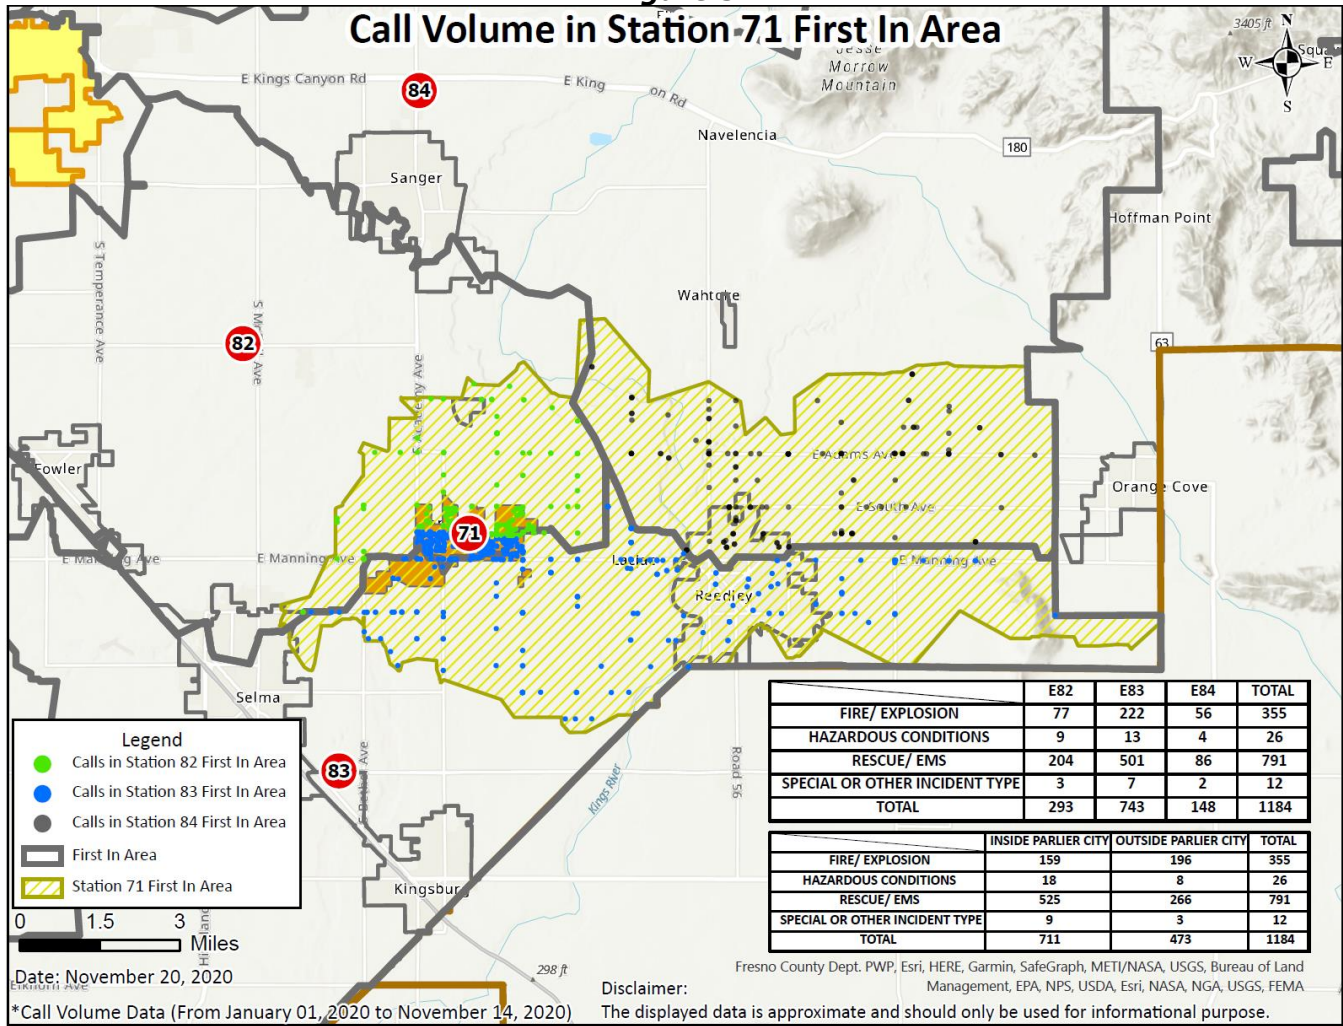 Call Volume in Station 71 First In Area
3405 ft
N
W
E
S
Jesse
Morrow
Mountain
E Kings Canyon Rd
84
E King
on Rd
Navelencia
180
Sanger
Hoffman Point
S Temperance Ave
Wahtoke
82
63
S Academy Ave
E Adams Ave
Fowler
Orange Cove
E South Ave
71
E Manning Ave
E Manning Ave
E Manning Ave
Reedley
Selma
83
Kings River
Road 56
Kingsburg
298 ft
Legend
Calls in Station 82 First In Area
Calls in Station 83 First In Area
Calls in Station 84 First In Area
First In Area
Station 71 First In Area
0 1.5 3
Miles
Date: November 20, 2020
*Call Volume Data (From January 01, 2020 to November 14, 2020)
E82 E83 E84 TOTAL
FIRE/ EXPLOSION 77 222 56 355
HAZARDOUS CONDITIONS 9 13 4 26
RESCUE/ EMS 204 501 86 791
SPECIAL OR OTHER INCIDENT TYPE 3 7 2 12
TOTAL 293 743 148 1184
INSIDE PARLIER CITY OUTSIDE PARLIER CITY TOTAL
FIRE/ EXPLOSION 159 196 355
HAZARDOUS CONDITIONS 18 8 26
RESCUE/ EMS 525 266 791
SPECIAL OR OTHER INCIDENT TYPE 9 3 12
TOTAL 711 473 1184
Fresno County Dept. PWP, Esri, HERE, Garmin, SafeGraph, METI/NASA, USGS, Bureau of Land
Management, EPA, NPS, USDA, Esri, NASA, NGA, USGS, FEMA
Disclaimer:
The displayed data is approximate and should only be used for informational purpose.